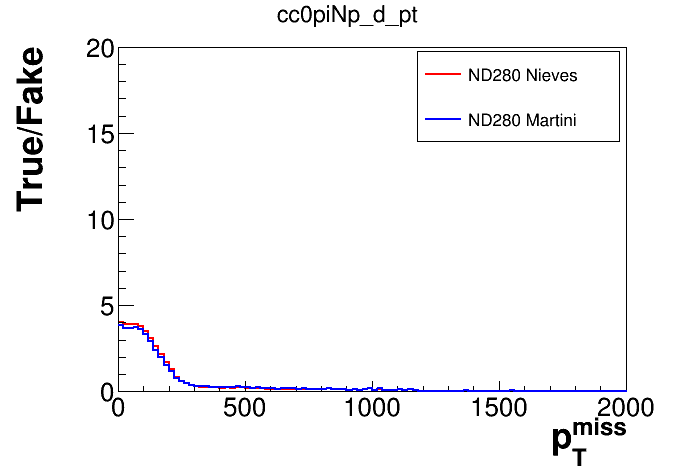 cc0piNp_d_pt
True/Fake
20
15
10
5
0
ND280 Nieves
ND280 Martini
0 500 1000 1500 2000
p_T^miss